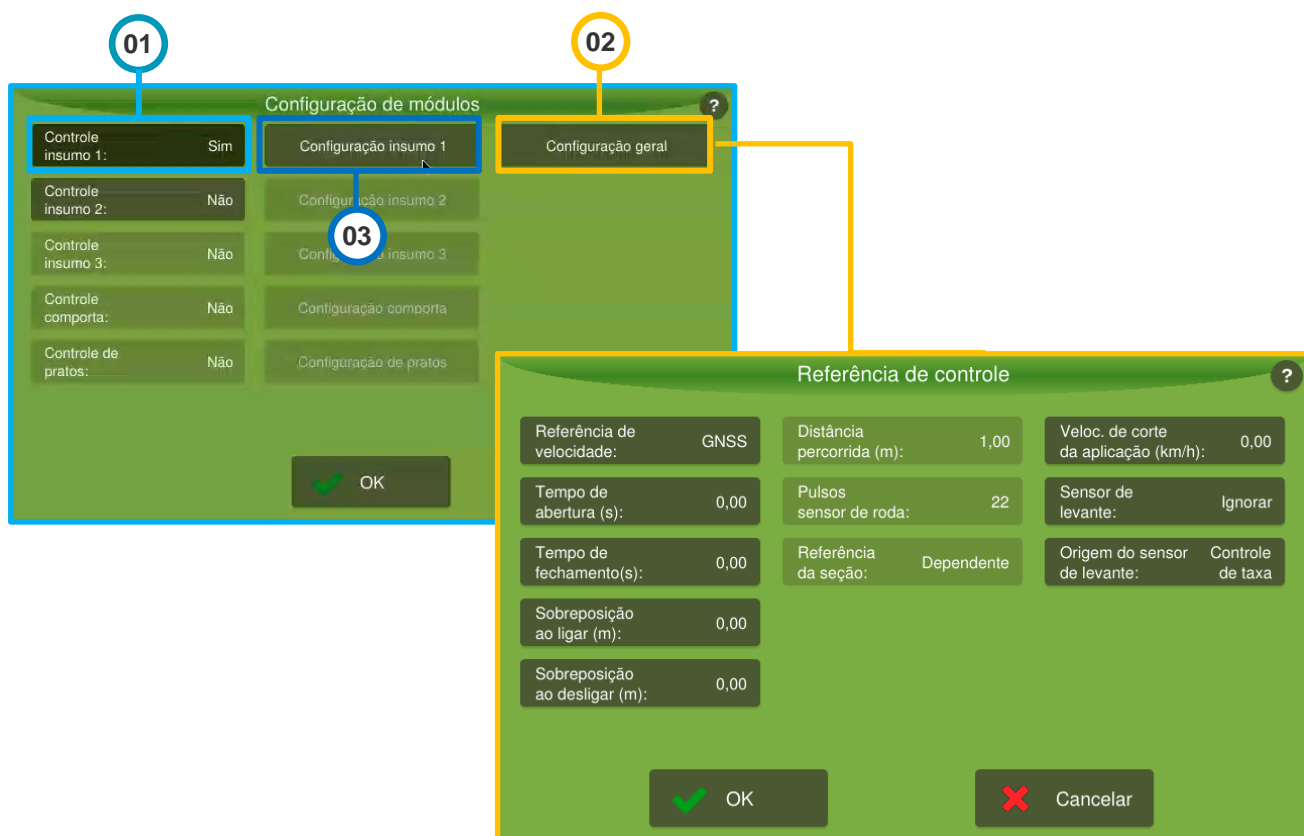 01
02
Configuração de módulos
?
Controle
insumo 1:
Sim
Configuração insumo 1
Configuração geral
Controle
insumo 2:
Não
Configuração insumo 2
03
Controle
insumo 3:
Não
Configuração insumo 3
Controle
comporta:
Não
Configuração comporta
Controle de
pratos:
Não
Configuração de pratos
OK
Referência de controle
?
Referência de
velocidade:
GNSS
Distância
percorrida (m):
1,00
Veloc. de corte
da aplicação (km/h):
0,00
Tempo de
abertura (s):
0,00
Pulsos
sensor de roda:
22
Sensor de
levante:
Ignorar
Tempo de
fechamento(s):
0,00
Referência
da seção:
Dependente
Origem do sensor
de levante:
Controle
de taxa
Sobreposição
ao ligar (m):
0,00
Sobreposição
ao desligar (m):
0,00
OK
Cancelar